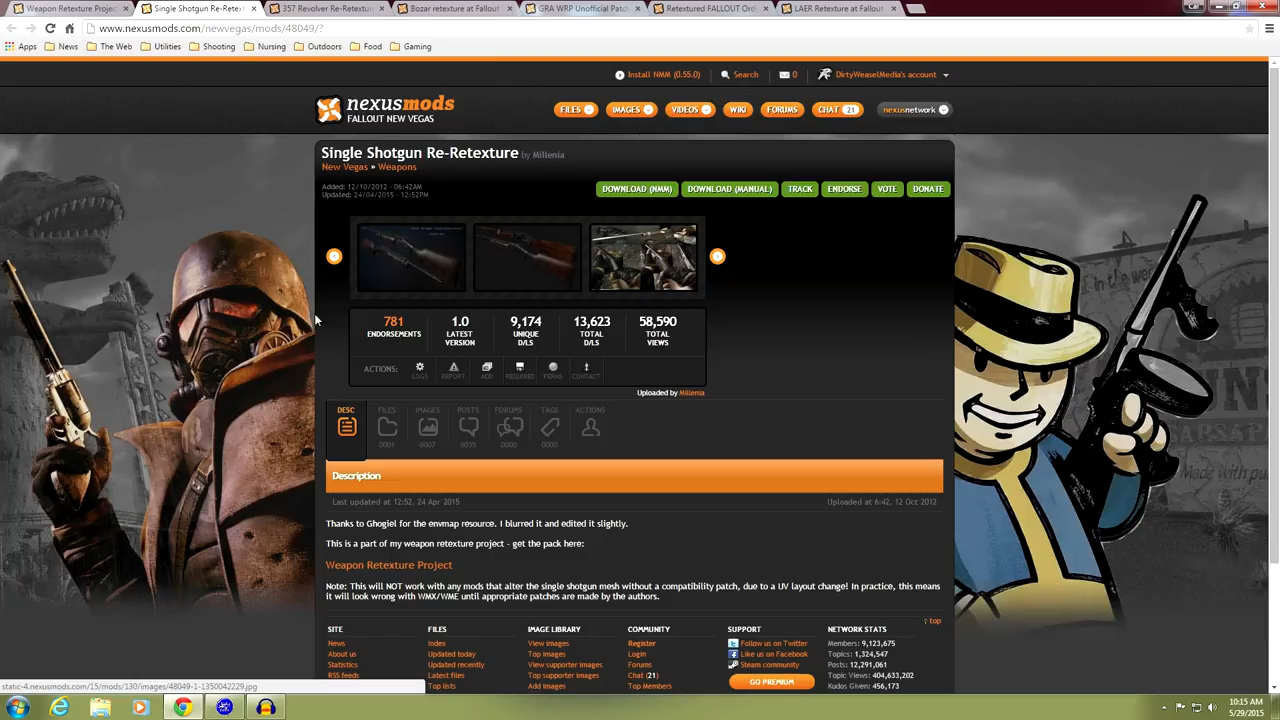 Weapon Retexture Project
Single Shotgun Re-Retext
357 Revolver Re-Retexture
Bozar retexture at Fallout
GRA WRP Unofficial Patch
Retextured FALLOUT Ord
LAER Retexture at Fallout
Cai
www.nexusmods.com/newvegas/mods/48049/?
Apps News The Web Utilities Shooting Nursing Outdoors Food Gaming
Install NMM (0.55.0) Search 0 DirtyWeaselMedia's account
nexusmods
FALLOUT NEW VEGAS
FILES IMAGES VIDEOS WIKI FORUMS CHAT 21 nexusnetwork
Single Shotgun Re-Retexture by Millenia
New Vegas » Weapons
Added: 12/10/2012 - 06:42AM
Updated: 24/04/2015 - 12:52PM
DOWNLOAD (NMM) DOWNLOAD (MANUAL) TRACK ENDORSE VOTE DONATE
781 1.0 9,174 13,623 58,590
ENDORSEMENTS LATEST VERSION UNIQUE D/LS TOTAL D/LS TOTAL VIEWS
ACTIONS: LOGS REPORT ADD REQUIRED PERMS CONTACT
Uploaded by Millenia
DESC FILES IMAGES POSTS FORUMS TAGS ACTIONS
0001 0007 0035 0000 0000
Description
Last updated at 12:52, 24 Apr 2015 Uploaded at 6:42, 12 Oct 2012
Thanks to Ghogiel for the envmap resource. I blurred it and edited it slightly.
This is a part of my weapon retexture project - get the pack here:
Weapon Retexture Project
Note: This will NOT work with any mods that alter the single shotgun mesh without a compatibility patch, due to a UV layout change! In practice, this means
it will look wrong with WMX/WME until appropriate patches are made by the authors.
top
SITE FILES IMAGE LIBRARY COMMUNITY SUPPORT NETWORK STATS
News Index View images Register Follow us on Twitter Members: 9,123,675
About us Updated today Top images Login Like us on Facebook Topics: 1,324,547
Statistics Updated recently View supporter images Forums Steam community Posts: 12,291,061
RSS feeds Latest files Top supporter images Chat (21) GO PREMIUM Topic Views: 404,633,202
Top lists Add images Top Members Kudos Given: 456,173
static-4.nexusmods.com/15/mods/130/images/48049-1-1350042229.jpg
10:15 AM
5/29/2015